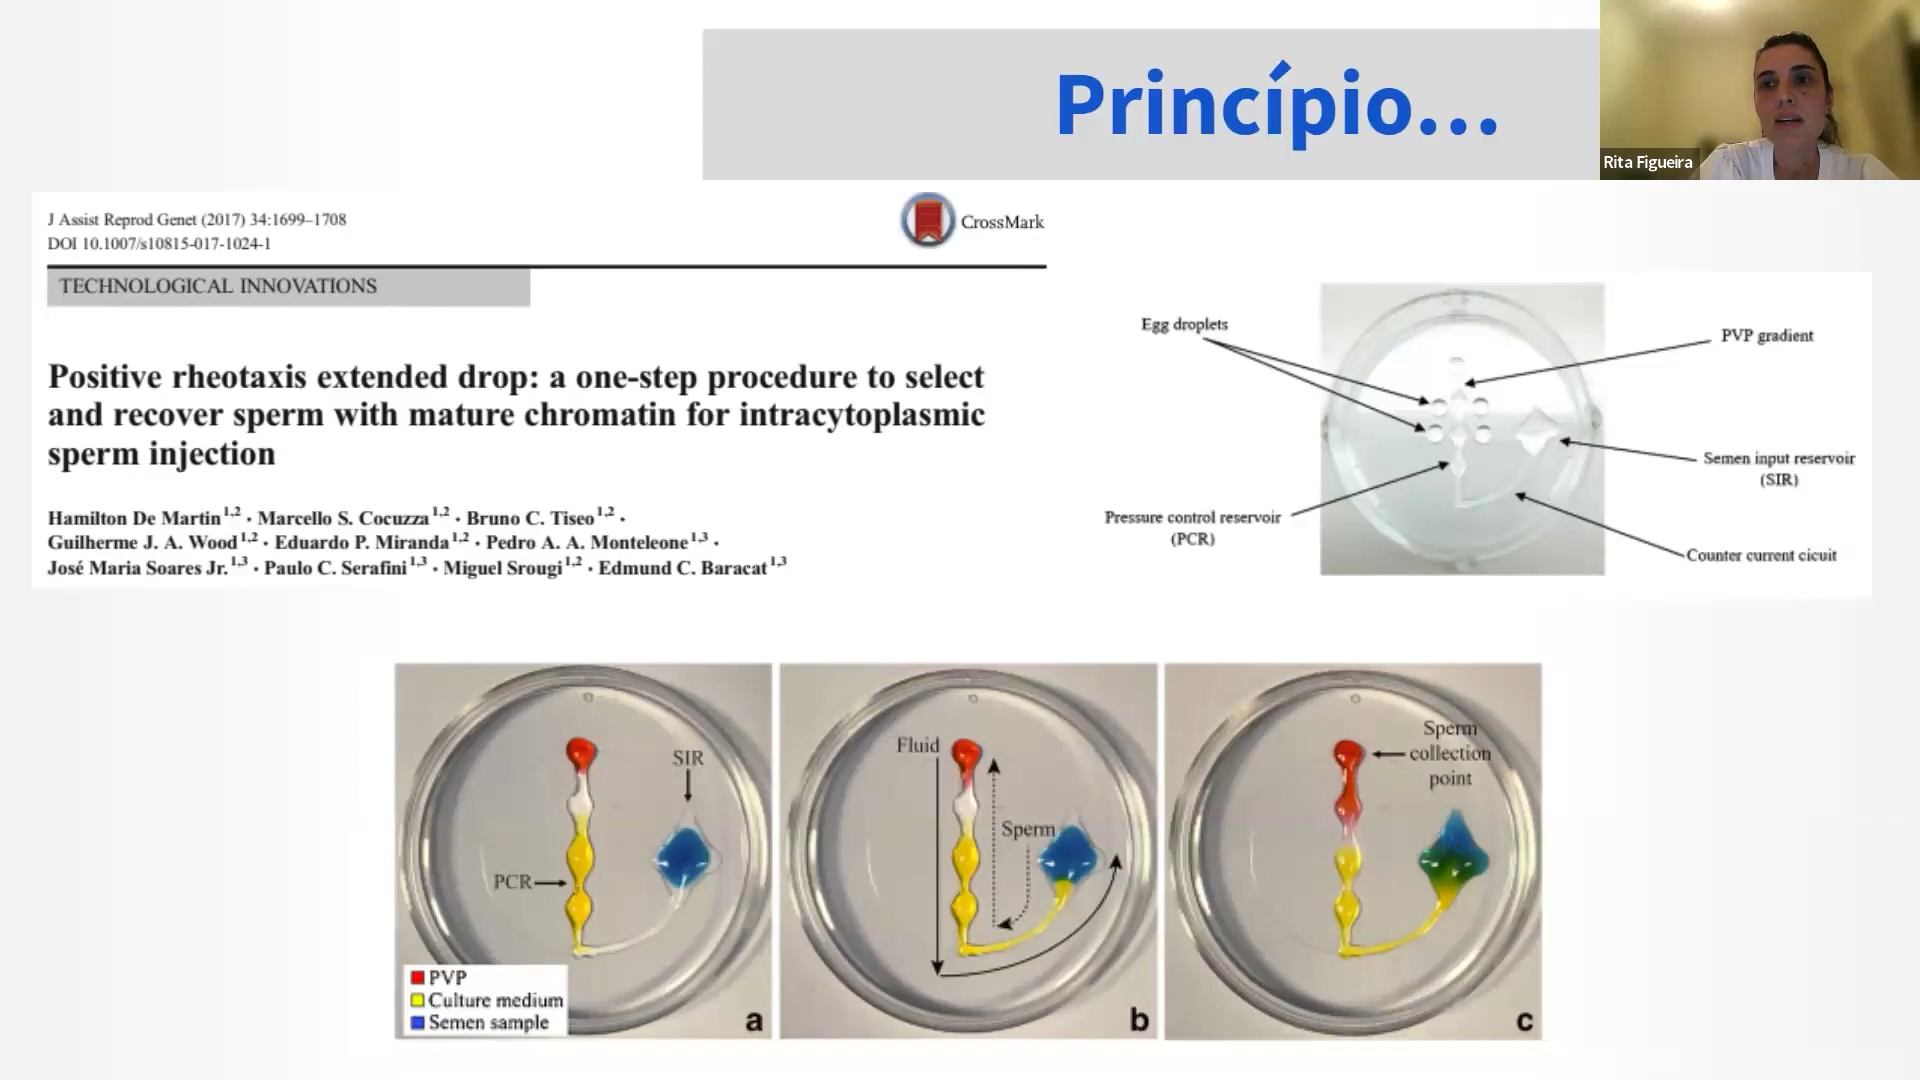 Princípio...
Rita Figueira
J Assist Reprod Genet (2017) 34:1699–1708
DOI 10.1007/s10815-017-1024-1
CrossMark
TECHNOLOGICAL INNOVATIONS
Positive rheotaxis extended drop: a one-step procedure to select
and recover sperm with mature chromatin for intracytoplasmic
sperm injection
Hamilton De Martin1,2 · Marcello S. Cocuzza1,2 · Bruno C. Tiseo1,2 ·
Guilherme J. A. Wood1,2 · Eduardo P. Miranda1,2 · Pedro A. A. Monteleone1,3 ·
José Maria Soares Jr.1,3 · Paulo C. Serafini1,3 · Miguel Srougi1,2 · Edmund C. Baracat1,3
Egg droplets
PVP gradient
Semen input reservoir
(SIR)
Pressure control reservoir
(PCR)
Counter current cicuit
SIR
PCR
PVP
Culture medium
Semen sample
a
Fluid
Sperm
b
Sperm
collection
point
c